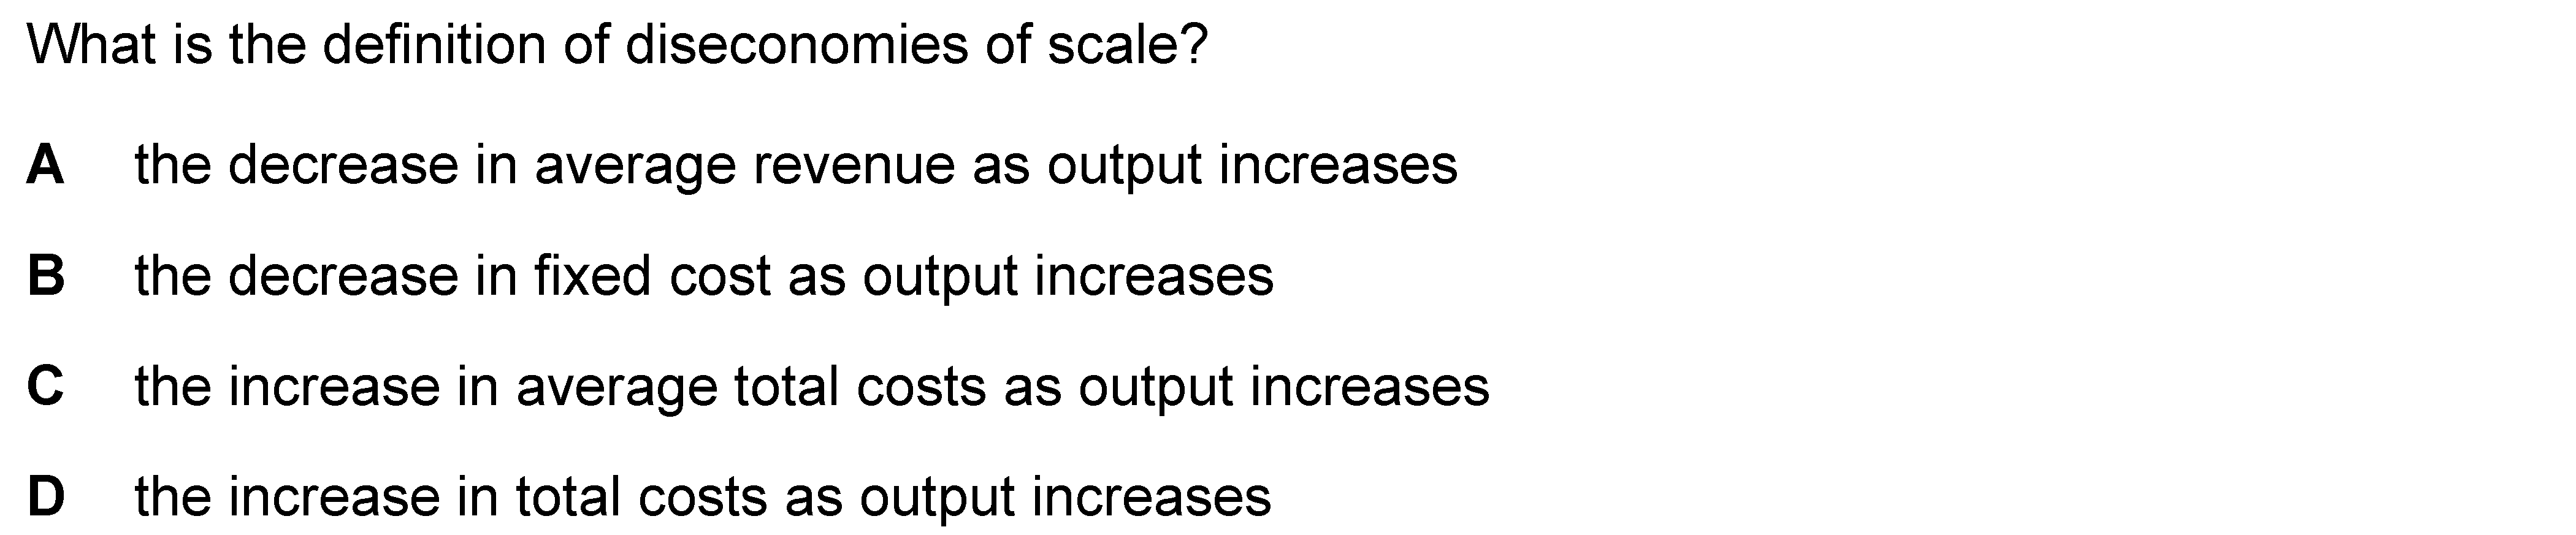 What is the definition of diseconomies of scale?
A the decrease in average revenue as output increases
B the decrease in fixed cost as output increases
C the increase in average total costs as output increases
D the increase in total costs as output increases